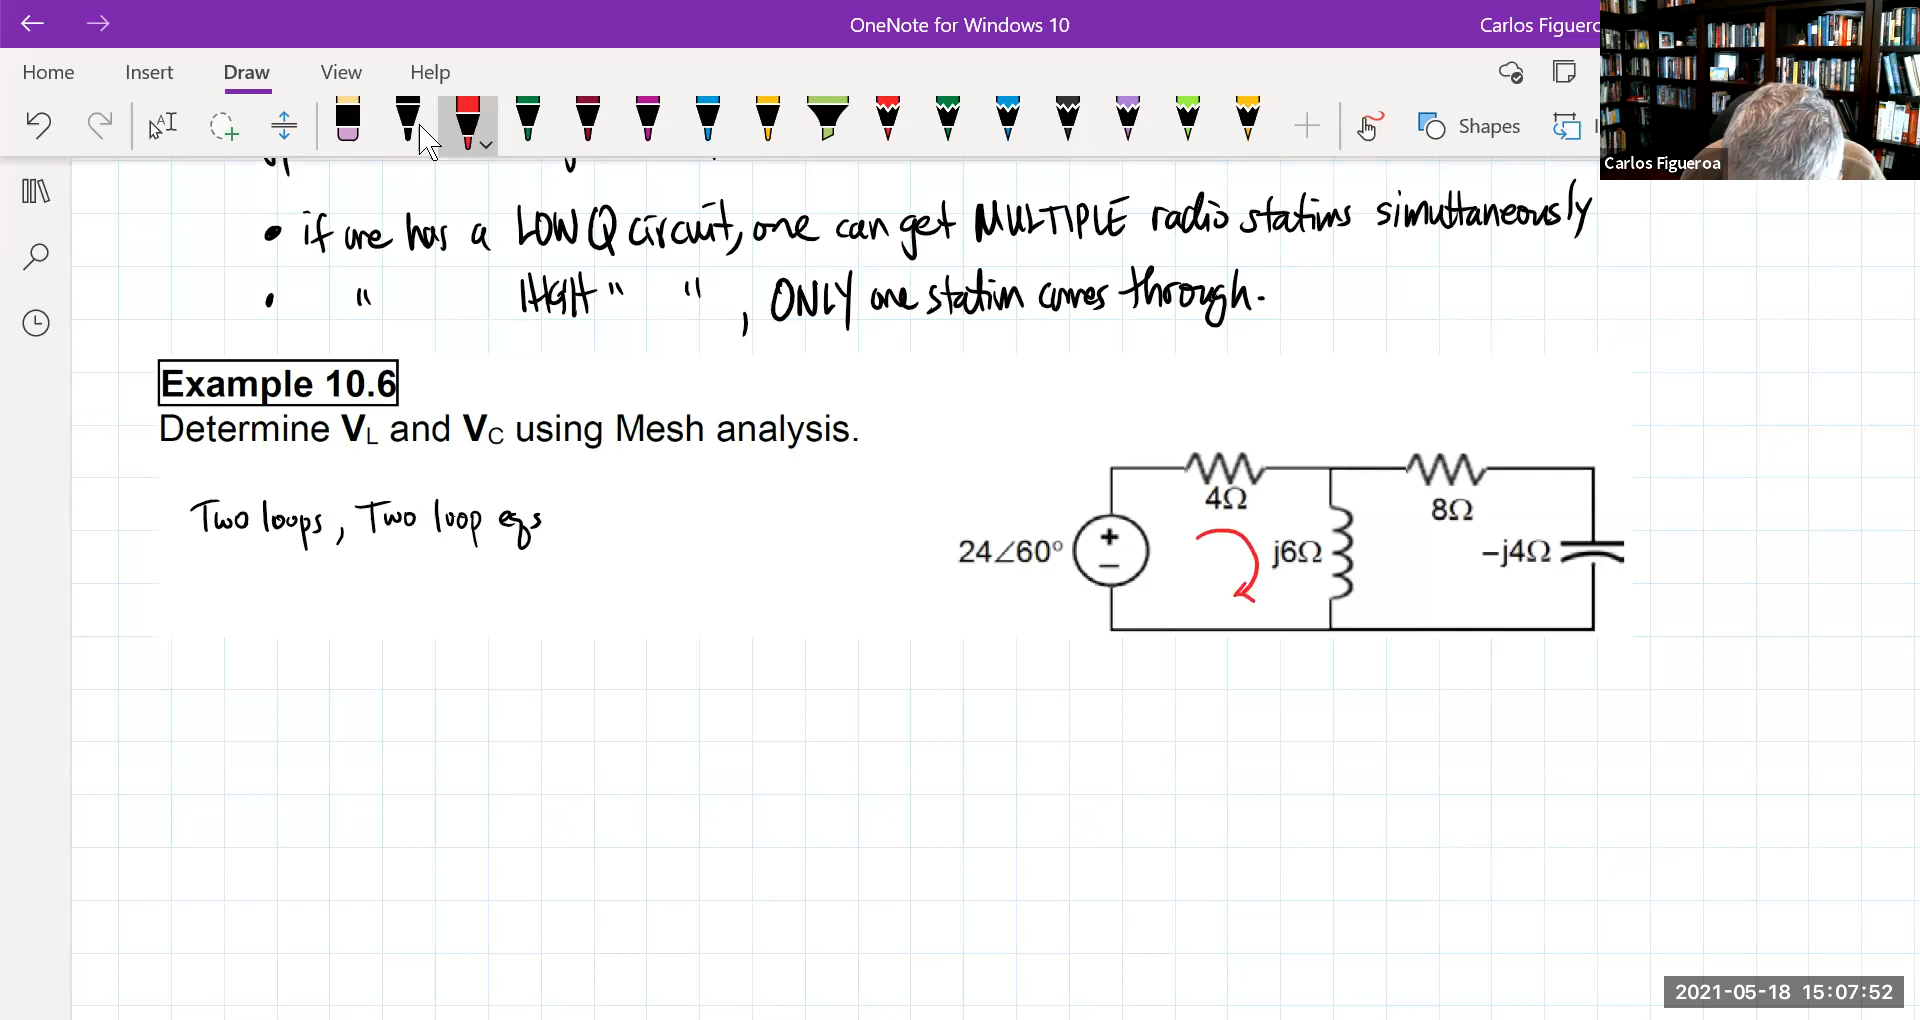 OneNote for Windows 10
Carlos Figuero
Home Insert Draw View Help
Shapes
Carlos Figueroa
• if one has a LOW Q circuit, one can get MULTIPLE radio stations simultaneously
• " HIGH " " , ONLY one station comes through.
Example 10.6
Determine VL and VC using Mesh analysis.
Two loops, Two loop eqs
4Ω
8Ω
24∠60°
+
−
j6Ω
−j4Ω
2021-05-18 15:07:52